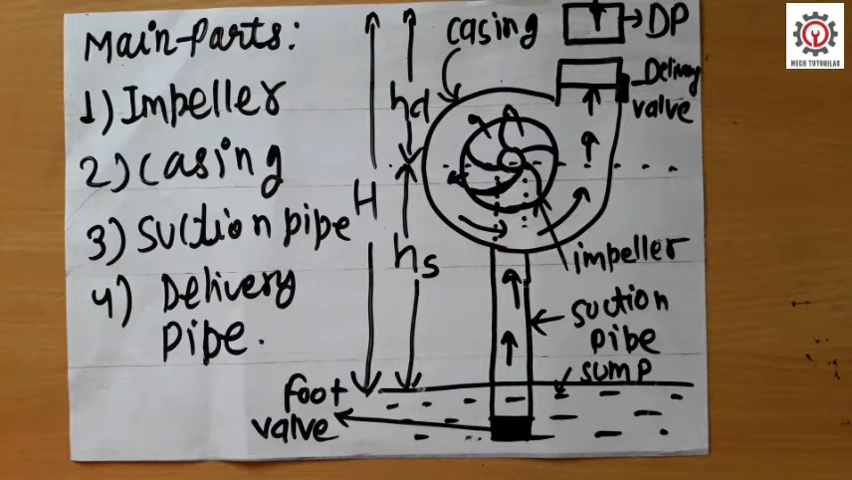 Main-Parts:
1) Impeller
2) Casing
3) Suction pipe
4) Delivery
Pipe.
casing
DP
Delivery
valve
hd
H
hs
impeller
suction
pipe
sump
foot
valve
MECH TUTORILAB